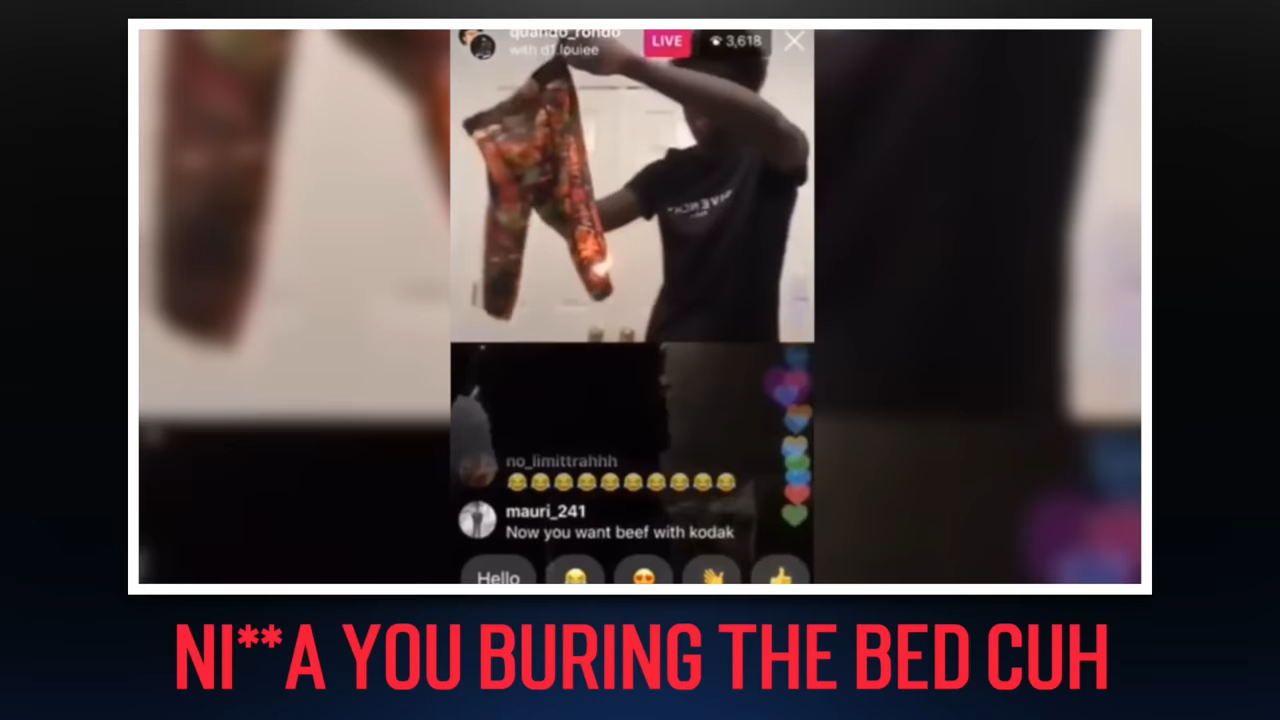 quando_rondo
with d1.louiee
LIVE
3,618
no_limittrahhh
😂😂😂😂😂😂😂😂😂😂
mauri_241
Now you want beef with kodak
Hello
NI**A YOU BURING THE BED CUH